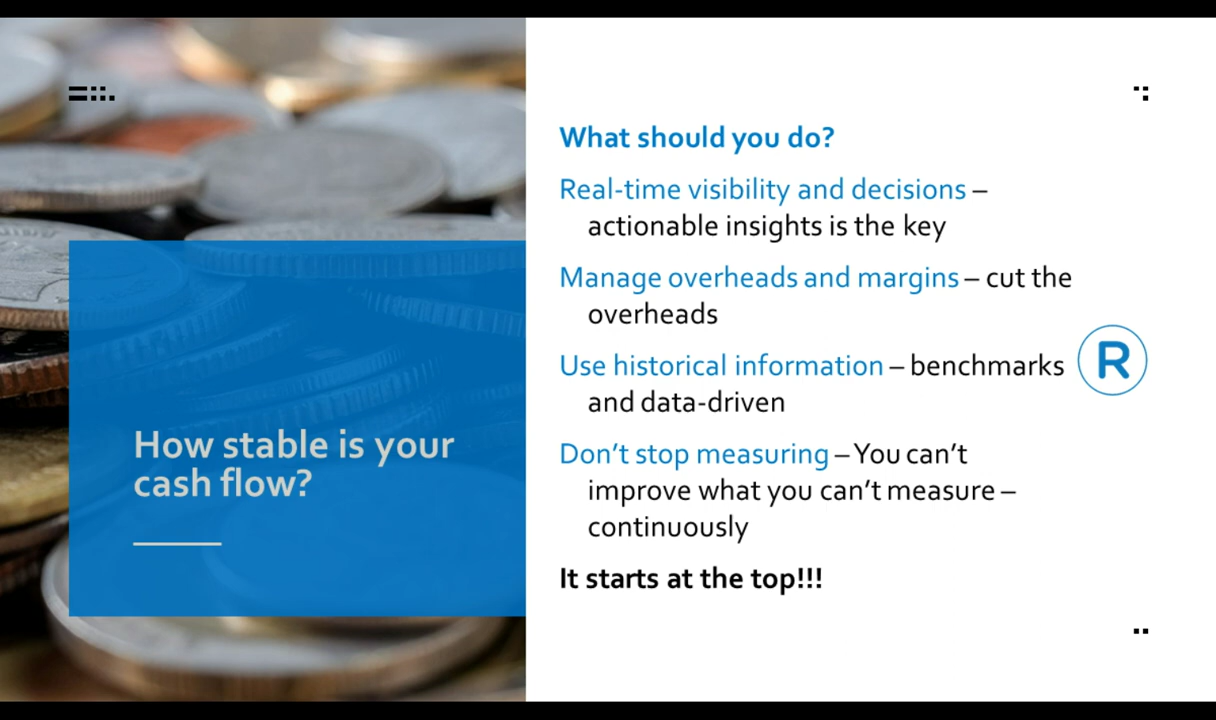 How stable is your
cash flow?
What should you do?
Real-time visibility and decisions –
actionable insights is the key
Manage overheads and margins – cut the
overheads
Use historical information – benchmarks
and data-driven
Don’t stop measuring – You can’t
improve what you can’t measure –
continuously
It starts at the top!!!
R